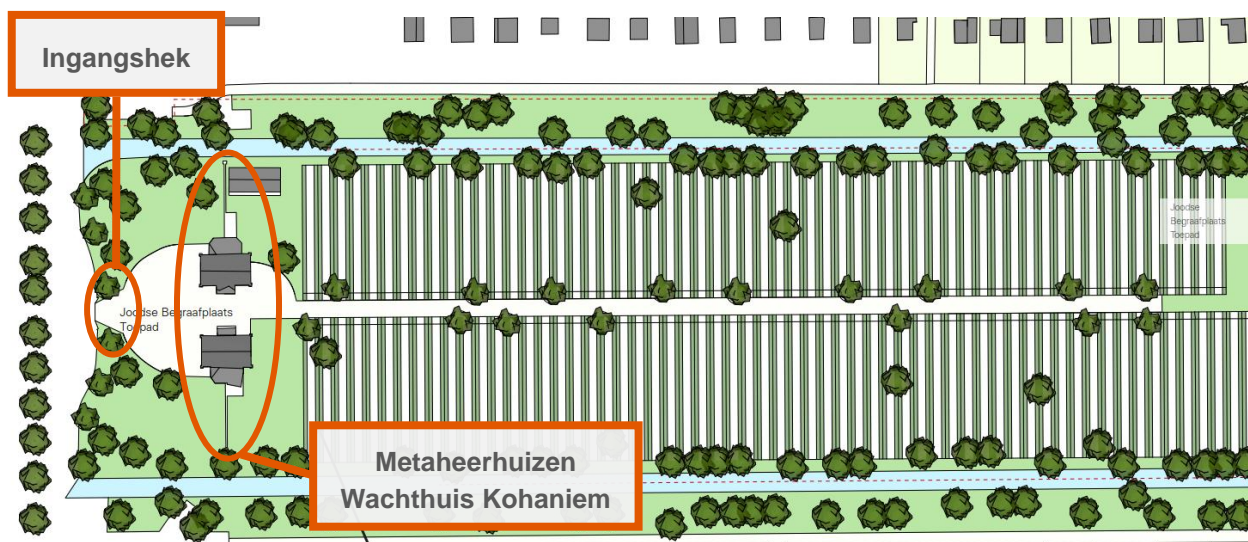 Ingangshek
Joodse
Begraafplaats
Toepad
Joodse Begraafplaats
Toepad
Metaheerhuizen
Wachthuis Kohaniem